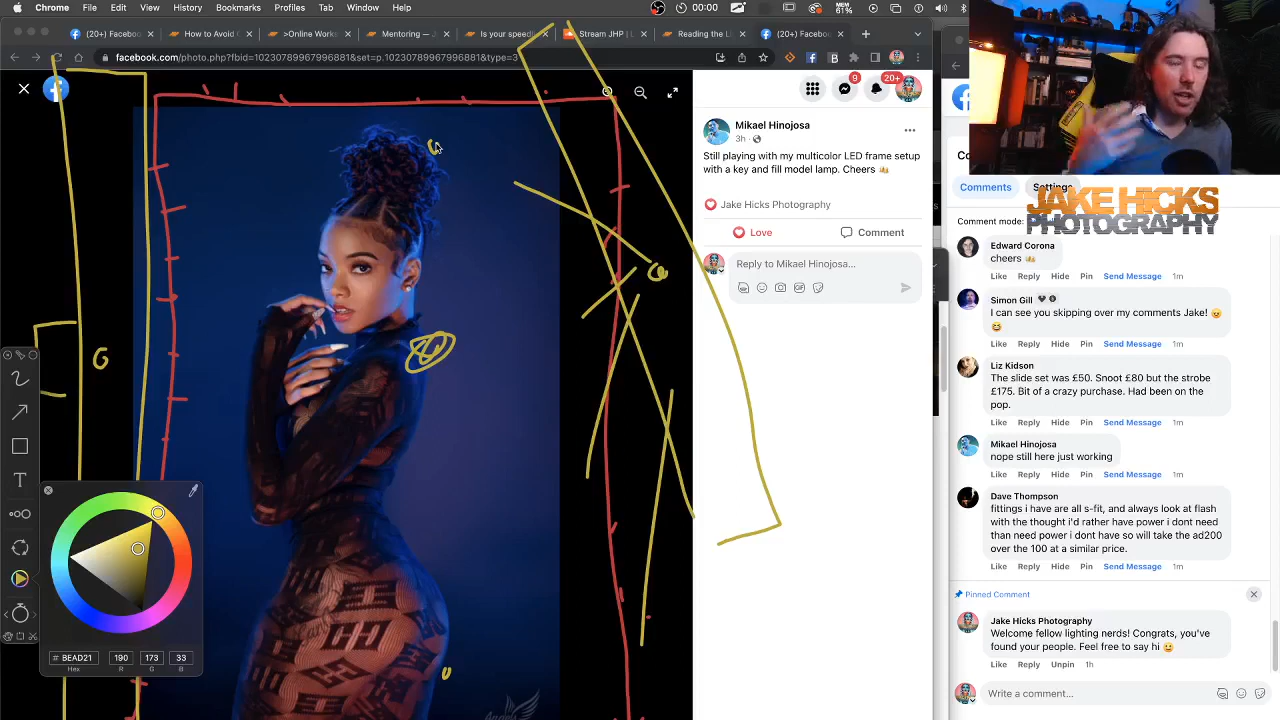 Chrome File Edit View History Bookmarks Profiles Tab Window Help
00:00
MEM
61%
(20+) Faceboo
How to Avoid
>Online Works
Mentoring —
Is your speedli
Stream JHP | L
Reading the Li
(20+) Faceboo
facebook.com/photo.php?fbid=10230789967996881&set=p.10230789967996881&type=3
9
20+
Mikael Hinojosa
3h
Still playing with my multicolor LED frame setup
with a key and fill model lamp. Cheers
Jake Hicks Photography
Love Comment
Reply to Mikael Hinojosa...
GIF
# BEAD21 190 173 33
Hex R G B
JAKE HICKS
PHOTOGRAPHY
Comments Settings
Comment mode:
Edward Corona
cheers
Like Reply Hide Pin Send Message 1m
Simon Gill
I can see you skipping over my comments Jake!
Like Reply Hide Pin Send Message 1m
Liz Kidson
The slide set was £50. Snoot £80 but the strobe
£175. Bit of a crazy purchase. Had been on the
pop.
Like Reply Hide Pin Send Message 1m
Mikael Hinojosa
nope still here just working
Like Reply Hide Pin Send Message 1m
Dave Thompson
fittings i have are all s-fit, and always look at flash
with the thought i'd rather have power i dont need
than need power i dont have so will take the ad200
over the 100 at a similar price.
Like Reply Hide Pin Send Message 1m
Pinned Comment
Jake Hicks Photography
Welcome fellow lighting nerds! Congrats, you've
found your people. Feel free to say hi
Like Reply Unpin 1h
Write a comment...